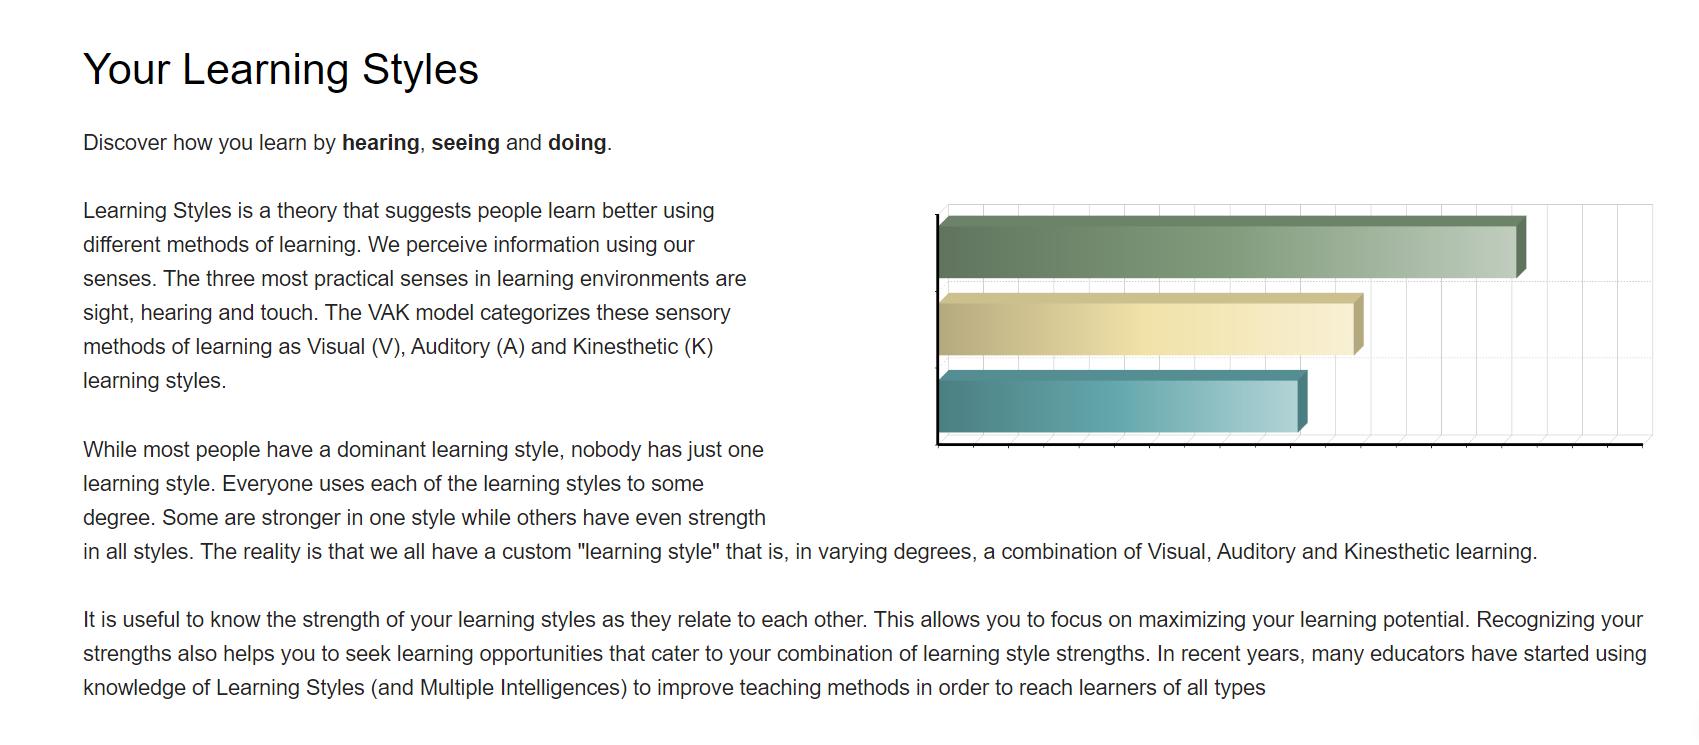 Your Learning Styles
Discover how you learn by hearing, seeing and doing.
Learning Styles is a theory that suggests people learn better using
different methods of learning. We perceive information using our
senses. The three most practical senses in learning environments are
sight, hearing and touch. The VAK model categorizes these sensory
methods of learning as Visual (V), Auditory (A) and Kinesthetic (K)
learning styles.
While most people have a dominant learning style, nobody has just one
learning style. Everyone uses each of the learning styles to some
degree. Some are stronger in one style while others have even strength
in all styles. The reality is that we all have a custom "learning style" that is, in varying degrees, a combination of Visual, Auditory and Kinesthetic learning.
It is useful to know the strength of your learning styles as they relate to each other. This allows you to focus on maximizing your learning potential. Recognizing your
strengths also helps you to seek learning opportunities that cater to your combination of learning style strengths. In recent years, many educators have started using
knowledge of Learning Styles (and Multiple Intelligences) to improve teaching methods in order to reach learners of all types